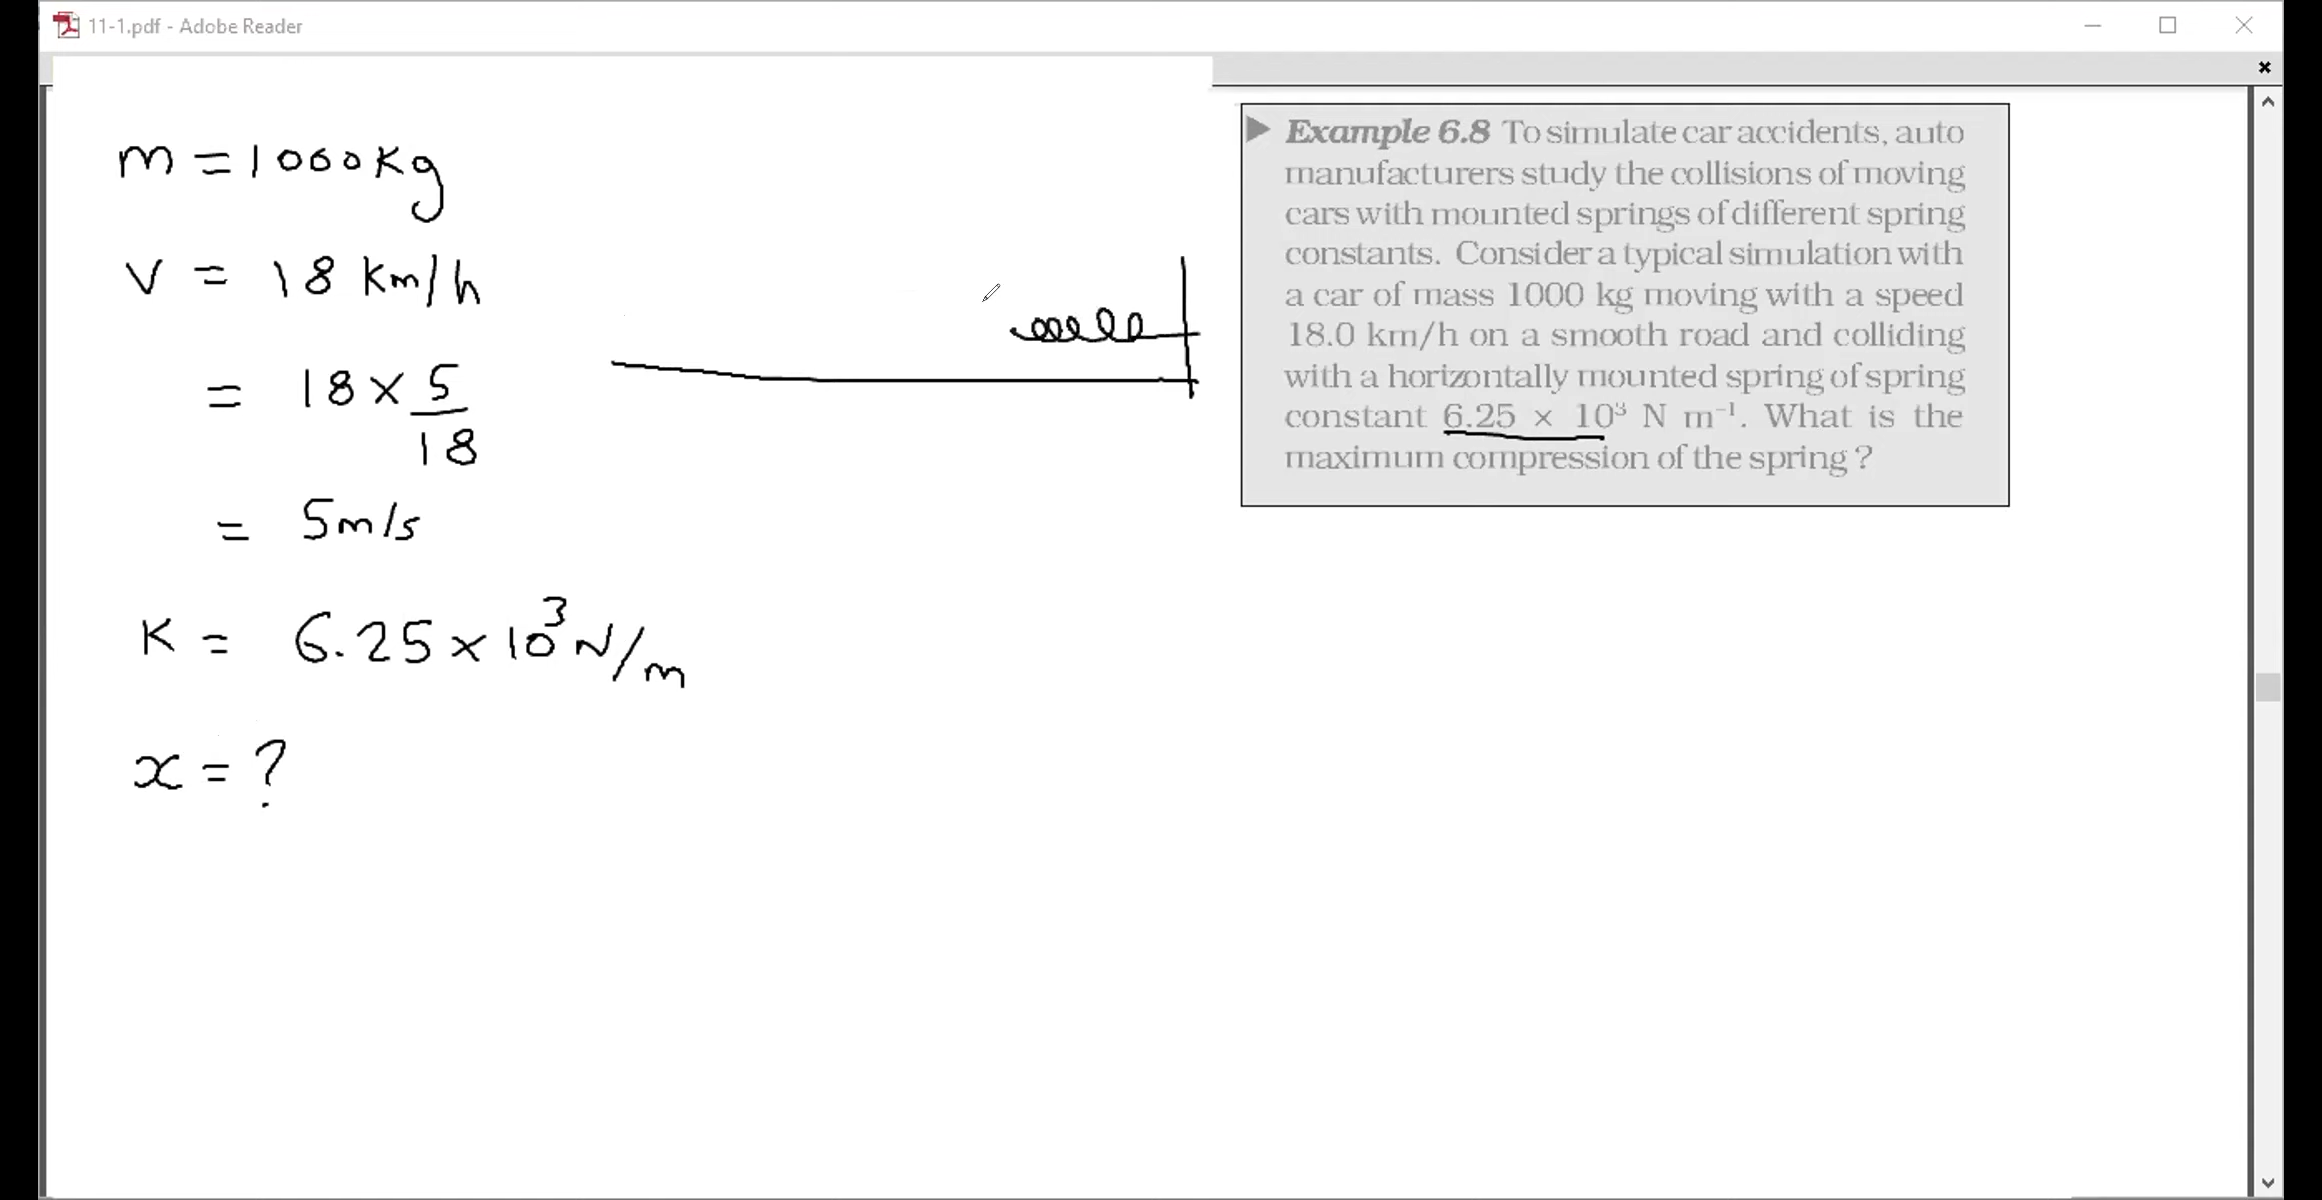 11-1.pdf - Adobe Reader
m = 1000 Kg
v = 18 Km/h
= 18 × 5/18
= 5m/s
K = 6.25 × 10³ N/m
x = ?
Example 6.8 To simulate car accidents, auto
manufacturers study the collisions of moving
cars with mounted springs of different spring
constants. Consider a typical simulation with
a car of mass 1000 kg moving with a speed
18.0 km/h on a smooth road and colliding
with a horizontally mounted spring of spring
constant 6.25 × 10³ N m⁻¹. What is the
maximum compression of the spring ?